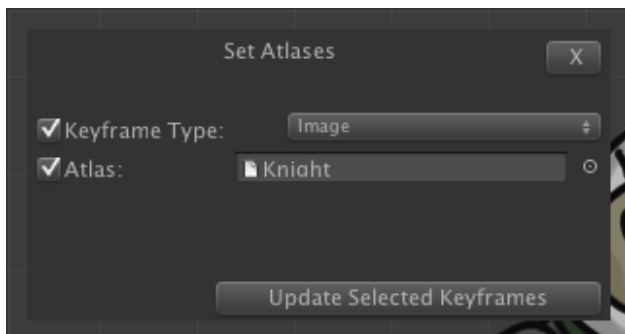 Set Atlases
X
Keyframe Type:
Image
Atlas:
Knight
Update Selected Keyframes